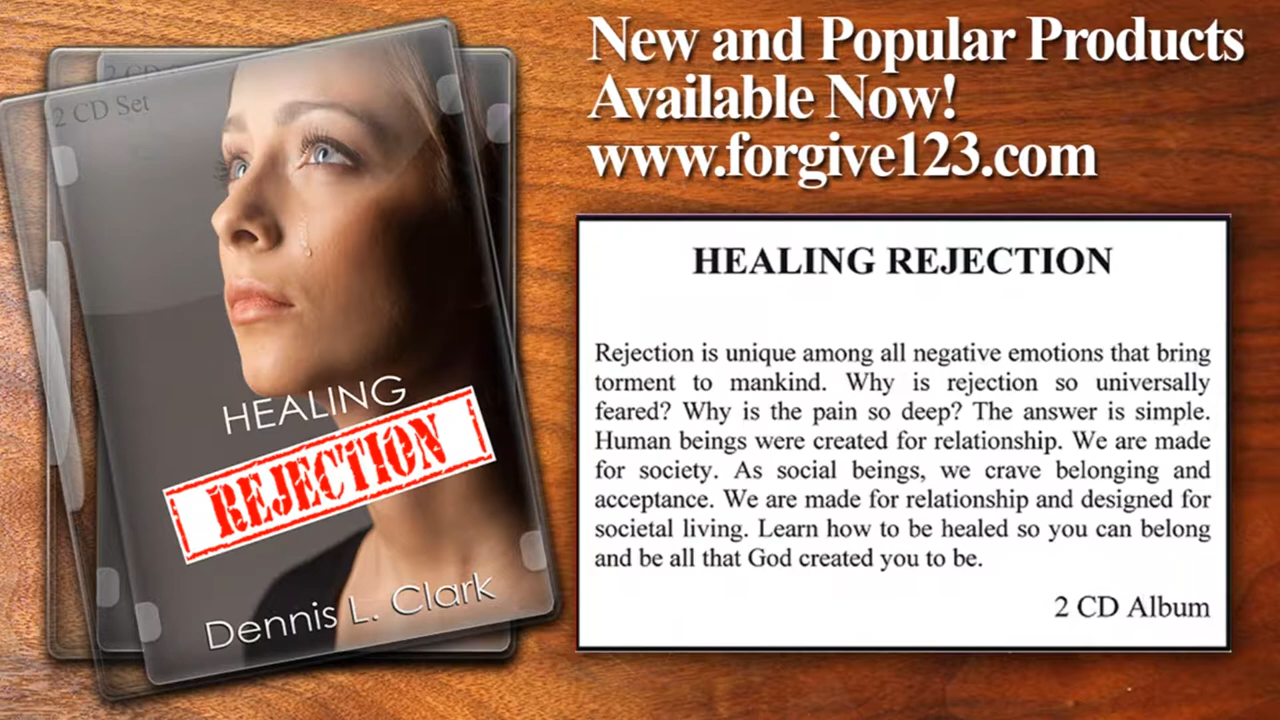 2 CD Set
HEALING
REJECTION
Dennis L. Clark
New and Popular Products
Available Now!
www.forgive123.com
HEALING REJECTION
Rejection is unique among all negative emotions that bring
torment to mankind. Why is rejection so universally
feared? Why is the pain so deep? The answer is simple.
Human beings were created for relationship. We are made
for society. As social beings, we crave belonging and
acceptance. We are made for relationship and designed for
societal living. Learn how to be healed so you can belong
and be all that God created you to be.
2 CD Album